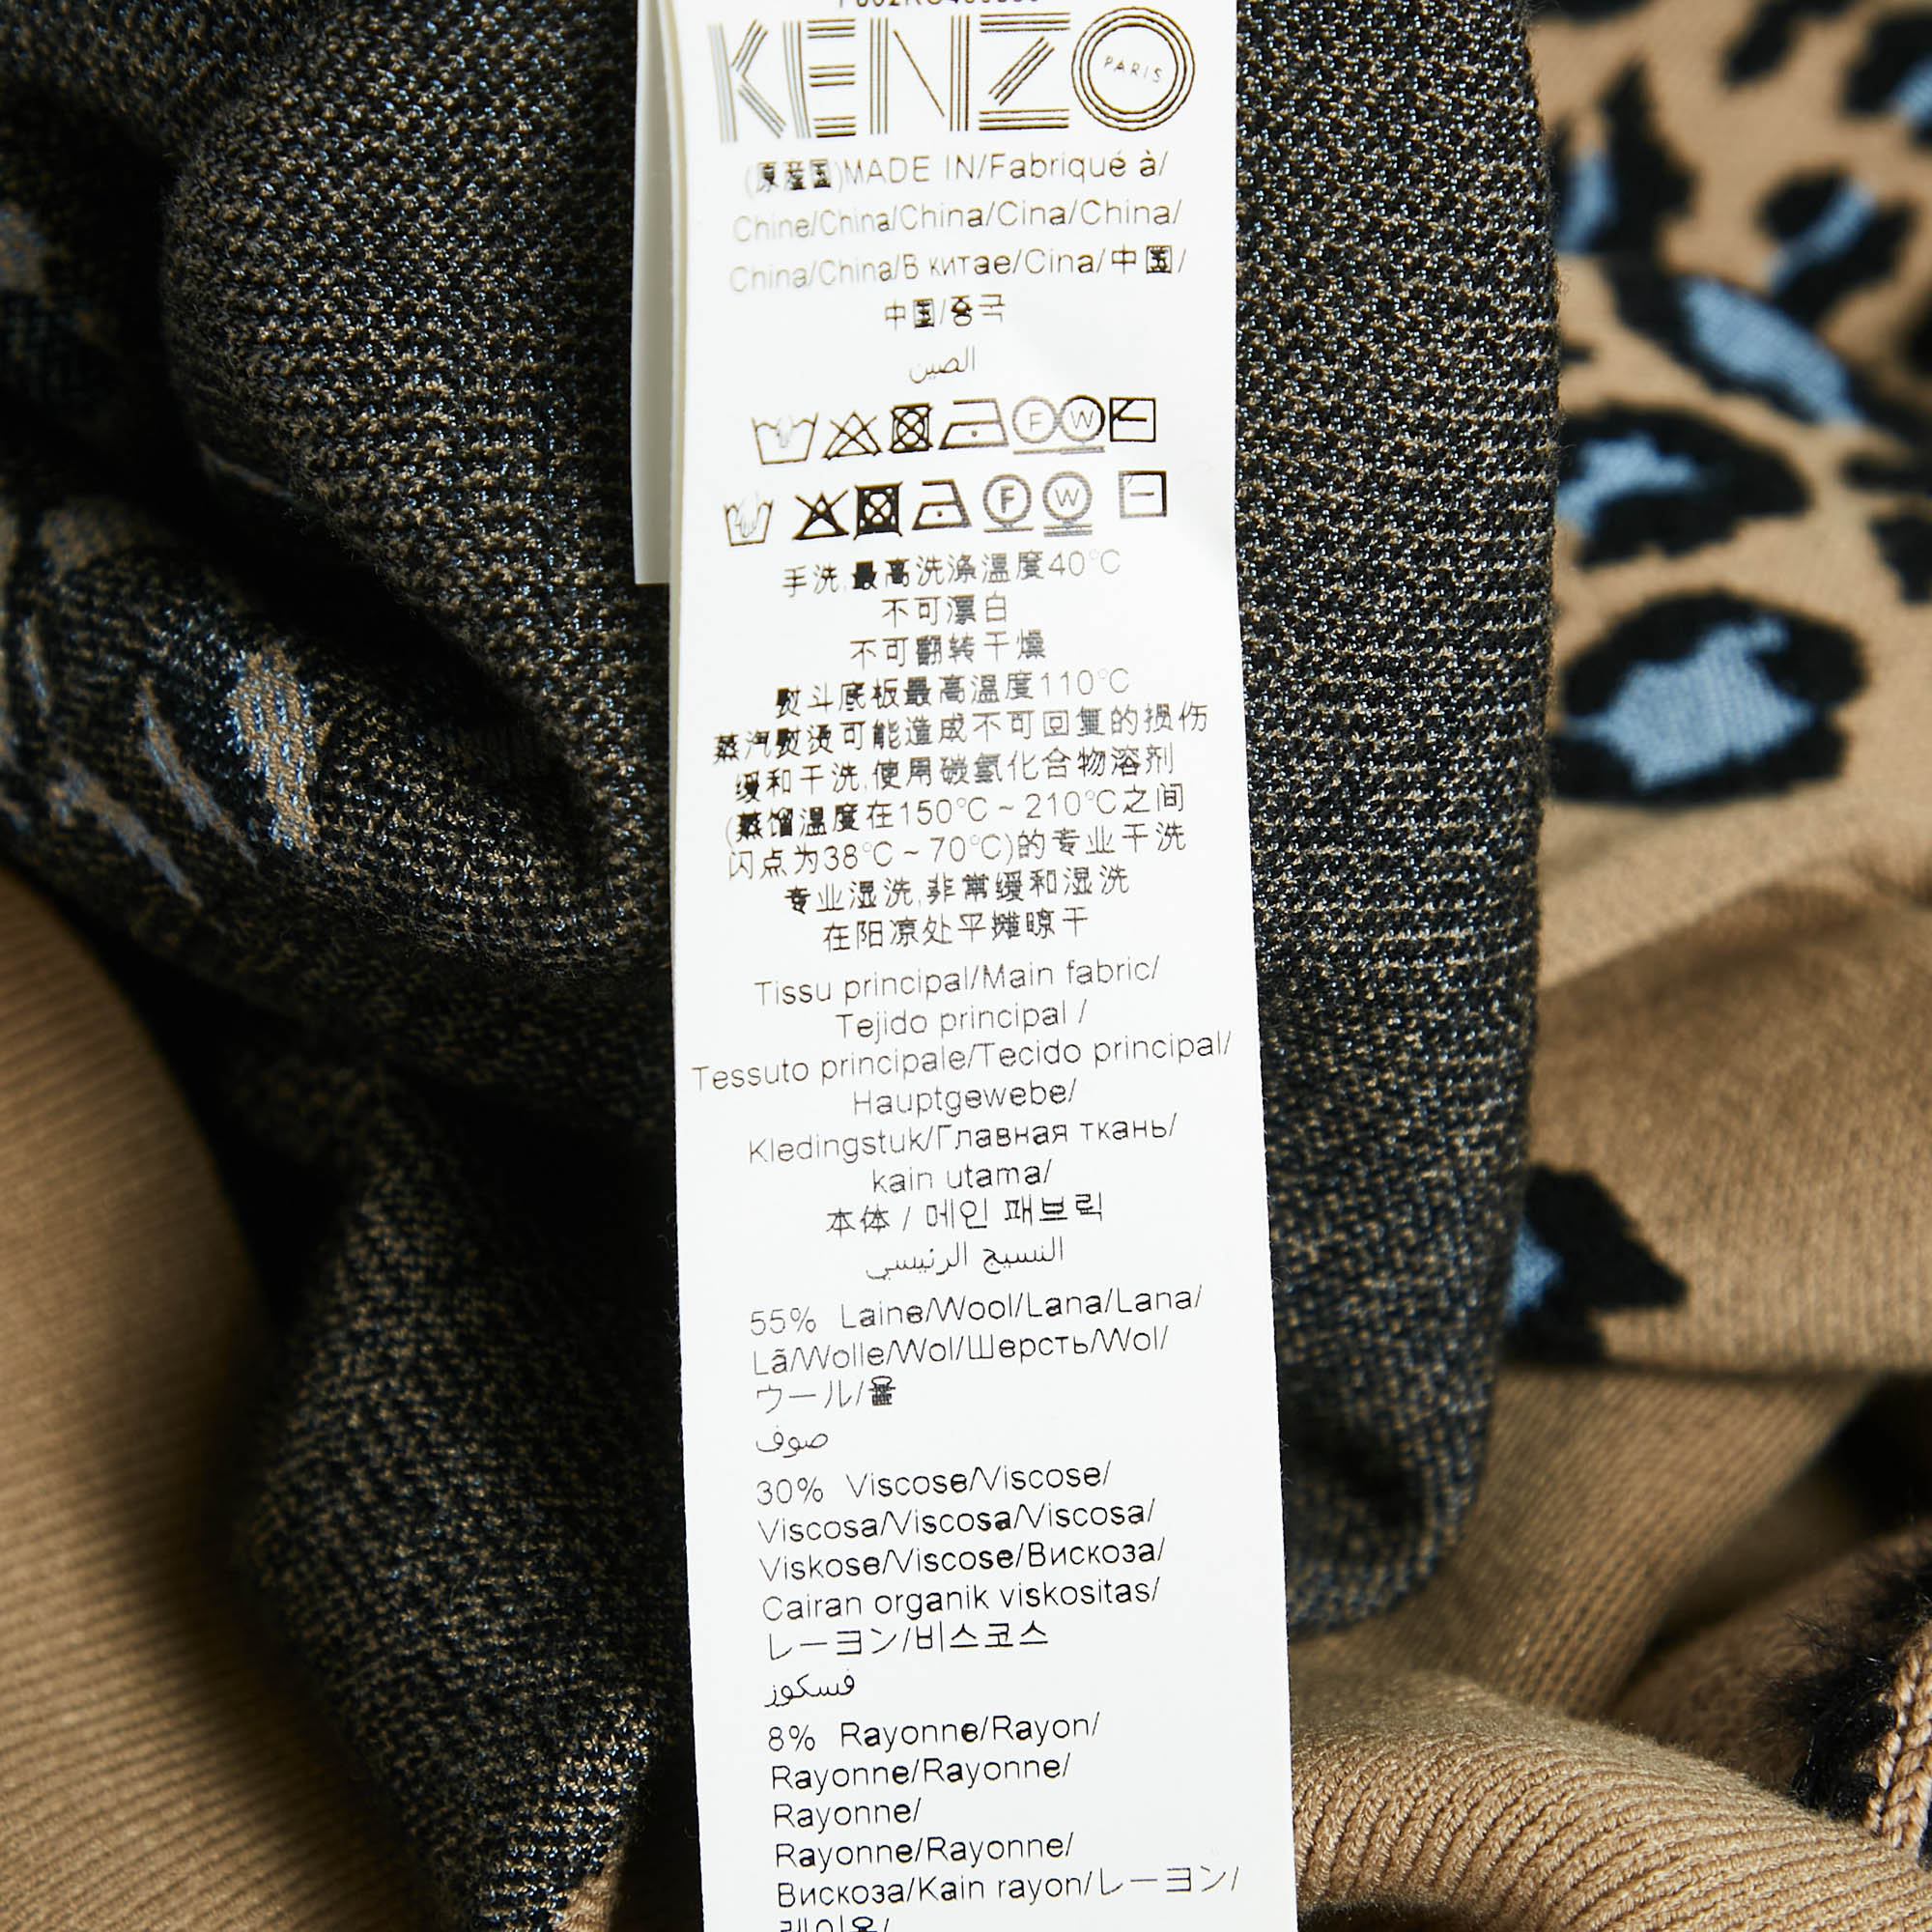 KENZO
PARIS
(原産国)MADE IN/Fabriqué à/
Chine/China/China/Cina/China/
China/China/В китае/Cina/中国/
中国/중국
الصين
F W
F W
手洗,最高洗涤温度40°C
不可漂白
不可翻转干燥
熨斗底板最高温度110°C
蒸汽熨烫可能造成不可回复的损伤
缓和干洗,使用碳氢化合物溶剂
(蒸馏温度在150°C~210°C之间
闪点为38°C~70°C)的专业干洗
专业湿洗,非常缓和湿洗
在阳凉处平摊晾干
Tissu principal/Main fabric/
Tejido principal /
Tessuto principale/Tecido principal/
Hauptgewebe/
Kledingstuk/Главная ткань/
kain utama/
本体 / 메인 패브릭
النسيج الرئيسي
55% Laine/Wool/Lana/Lana/
Lã/Wolle/Wol/Шерсть/Wol/
ウール/울
صوف
30% Viscose/Viscose/
Viscosa/Viscosa/Viscosa/
Viskose/Viscose/Вискоза/
Cairan organik viskositas/
レーヨン/비스코스
فسكوز
8% Rayonne/Rayon/
Rayonne/Rayonne/
Rayonne/
Rayonne/Rayonne/
Вискоза/Kain rayon/レーヨン/